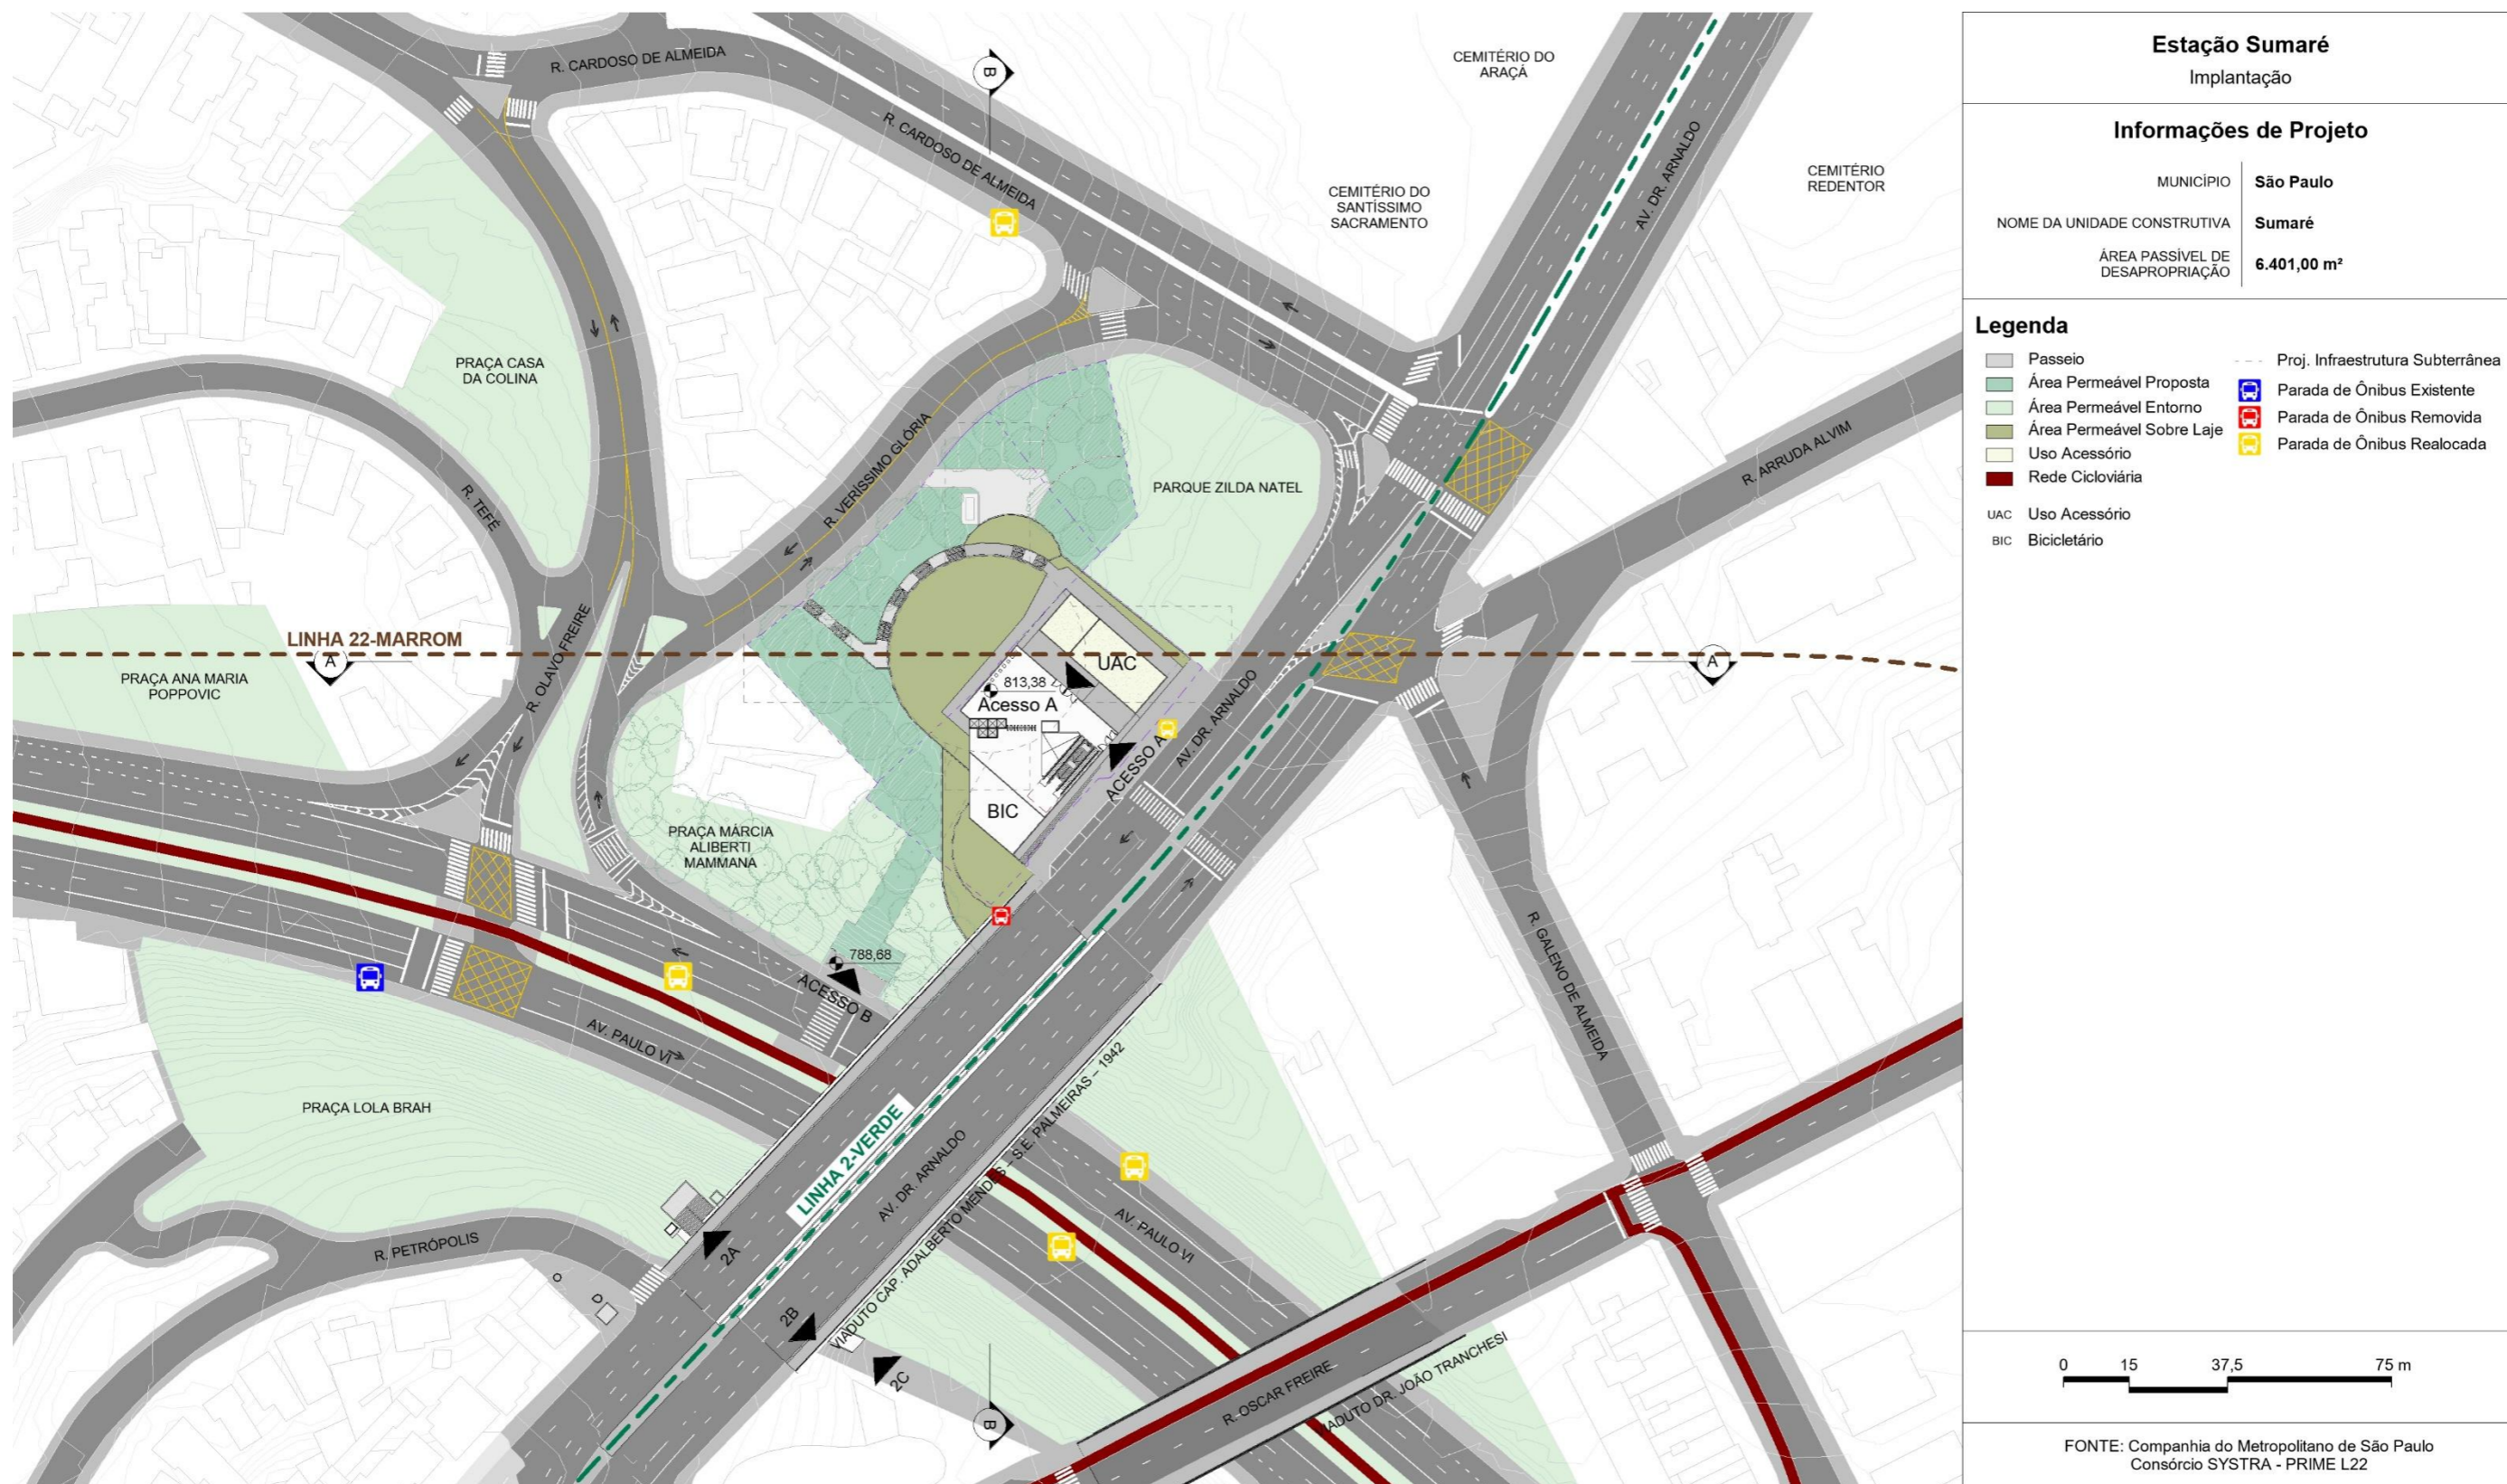 R. CARDOSO DE ALMEIDA
B
CEMITÉRIO DO
ARAÇÁ
R. CARDOSO DE ALMEIDA
AV. DR. ARNALDO
CEMITÉRIO
REDENTOR
CEMITÉRIO DO
SANTÍSSIMO
SACRAMENTO
PRAÇA CASA
DA COLINA
R. VERÍSSIMO GLÓRIA
R. ARRUDA ALVIM
R. TEFÉ
PARQUE ZILDA NATEL
R. OLAVO FREIRE
LINHA 22-MARROM
A
A
PRAÇA ANA MARIA
POPPOVIC
UAC
813,38
Acesso A
AV. DR. ARNALDO
ACESSO A
BIC
PRAÇA MÁRCIA
ALIBERTI
MAMMANA
788,68
ACESSO B
R. GALENO DE ALMEIDA
AV. PAULO VI
PRAÇA LOLA BRAH
LINHA 2-VERDE
AV. DR. ARNALDO
VIADUTO CAP. ADALBERTO MENDES – S.E. PALMEIRAS – 1942
AV. PAULO VI
R. PETRÓPOLIS
2A
2B
2C
B
R. OSCAR FREIRE
VIADUTO DR. JOÃO TRANCHESI
Estação Sumaré
Implantação
Informações de Projeto
MUNICÍPIO São Paulo
NOME DA UNIDADE CONSTRUTIVA Sumaré
ÁREA PASSÍVEL DE
DESAPROPRIAÇÃO 6.401,00 m²
Legenda
Passeio
Área Permeável Proposta
Área Permeável Entorno
Área Permeável Sobre Laje
Uso Acessório
Rede Cicloviária
UAC Uso Acessório
BIC Bicicletário
Proj. Infraestrutura Subterrânea
Parada de Ônibus Existente
Parada de Ônibus Removida
Parada de Ônibus Realocada
0 15 37,5 75 m
FONTE: Companhia do Metropolitano de São Paulo
Consórcio SYSTRA - PRIME L22